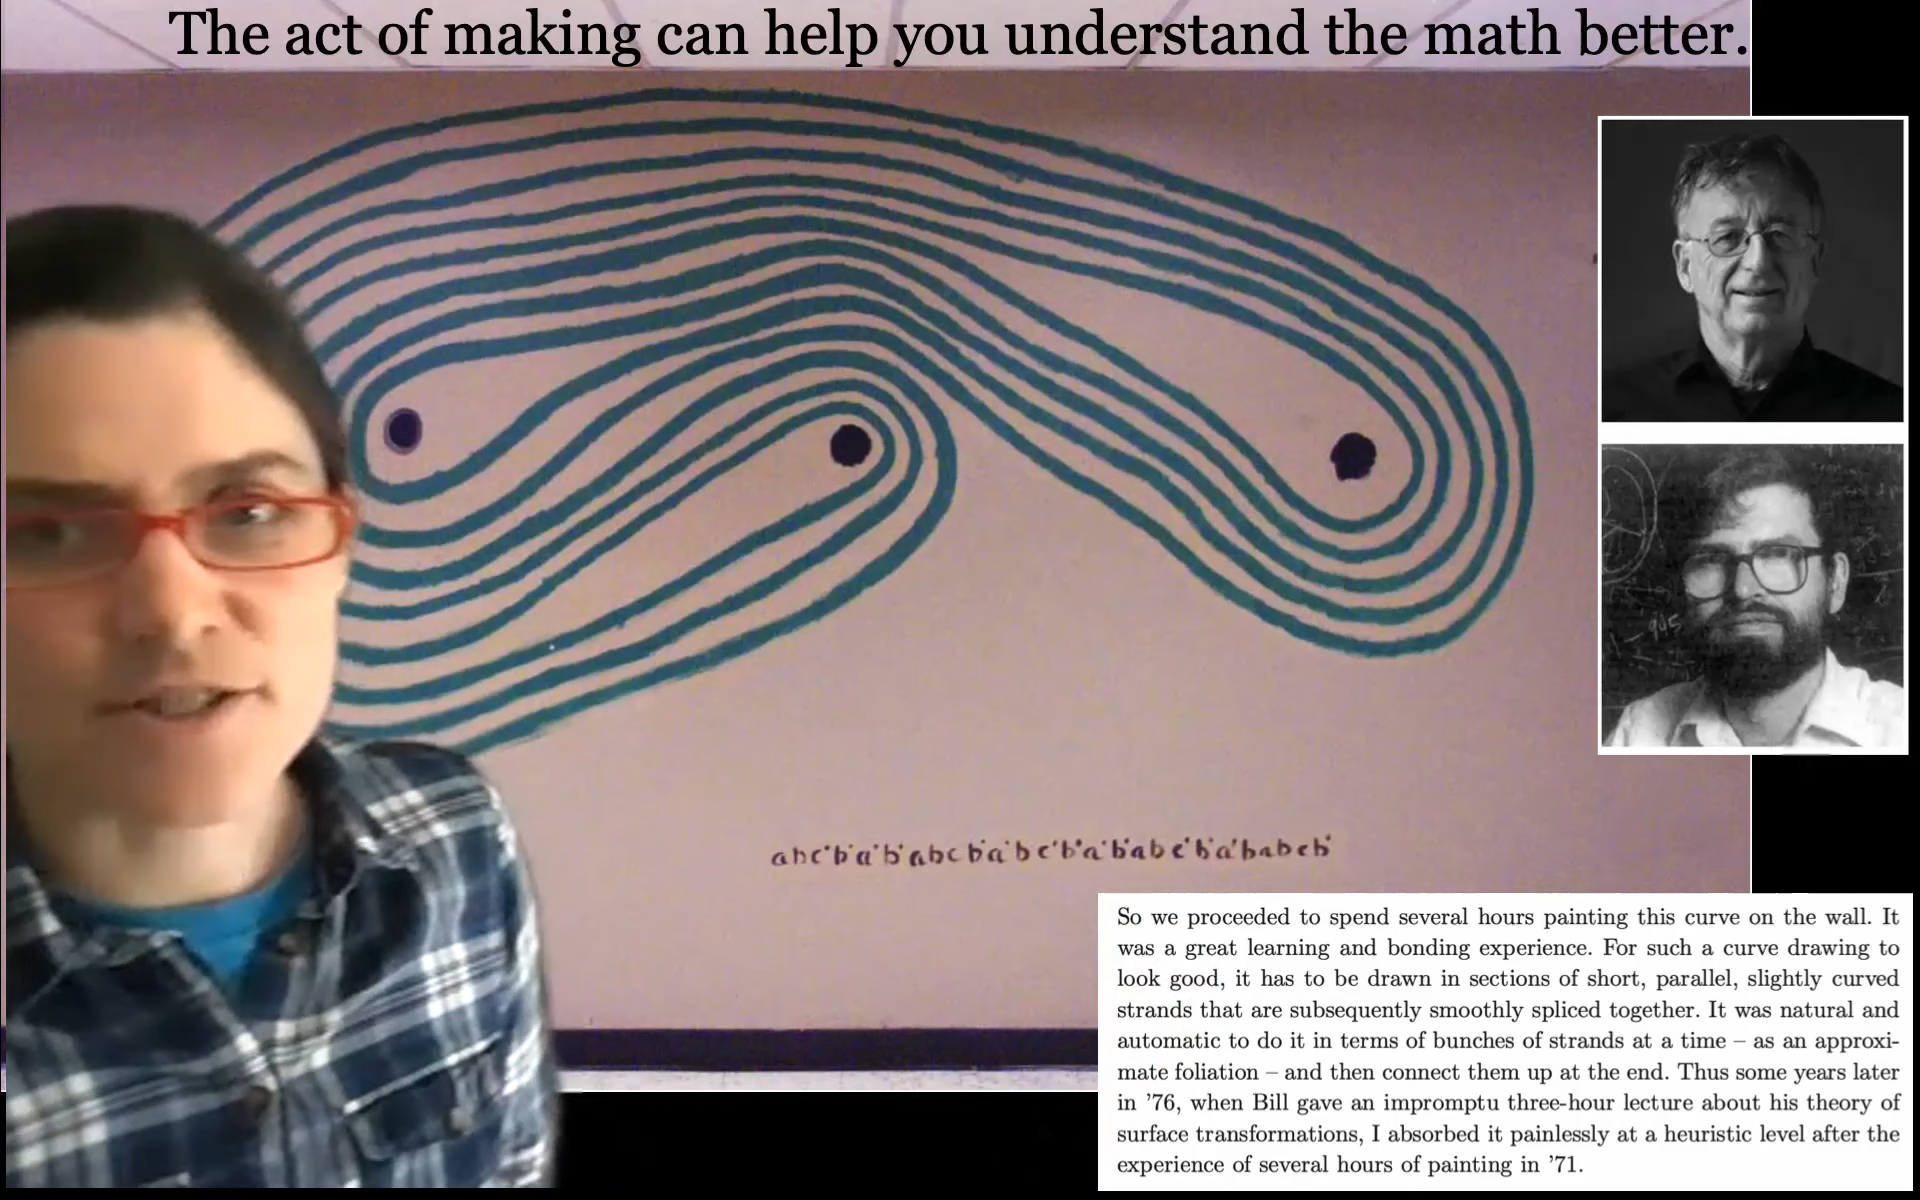 The act of making can help you understand the math better.
So we proceeded to spend several hours painting this curve on the wall. It
was a great learning and bonding experience. For such a curve drawing to
look good, it has to be drawn in sections of short, parallel, slightly curved
strands that are subsequently smoothly spliced together. It was natural and
automatic to do it in terms of bunches of strands at a time – as an approxi-
mate foliation – and then connect them up at the end. Thus some years later
in ’76, when Bill gave an impromptu three-hour lecture about his theory of
surface transformations, I absorbed it painlessly at a heuristic level after the
experience of several hours of painting in ’71.